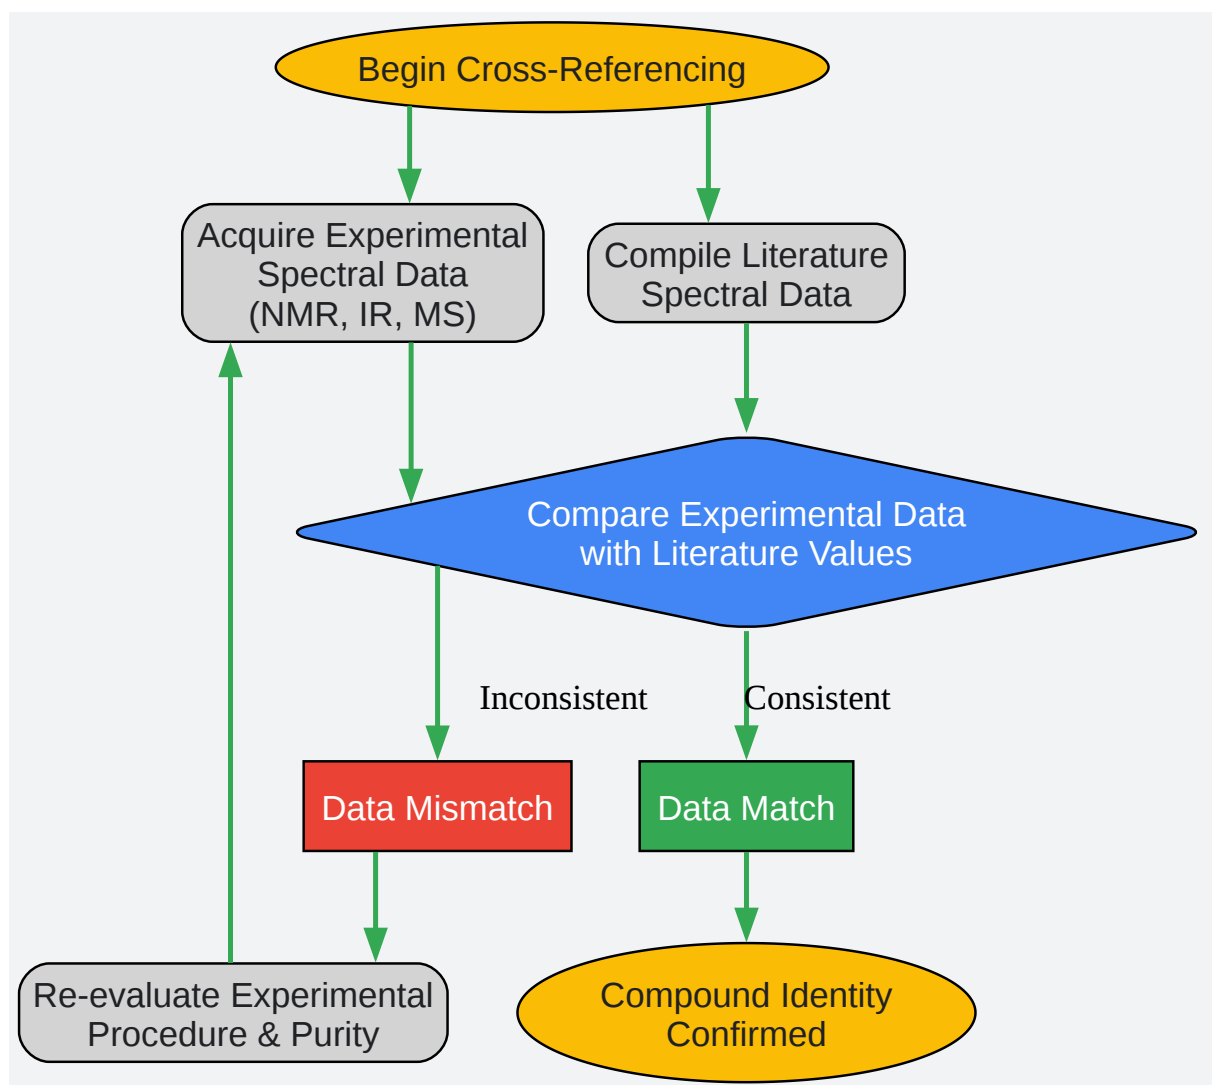 Begin Cross-Referencing
Acquire Experimental
Spectral Data
(NMR, IR, MS)
Compile Literature
Spectral Data
Compare Experimental Data
with Literature Values
Inconsistent
Consistent
Data Mismatch
Data Match
Re-evaluate Experimental
Procedure & Purity
Compound Identity
Confirmed